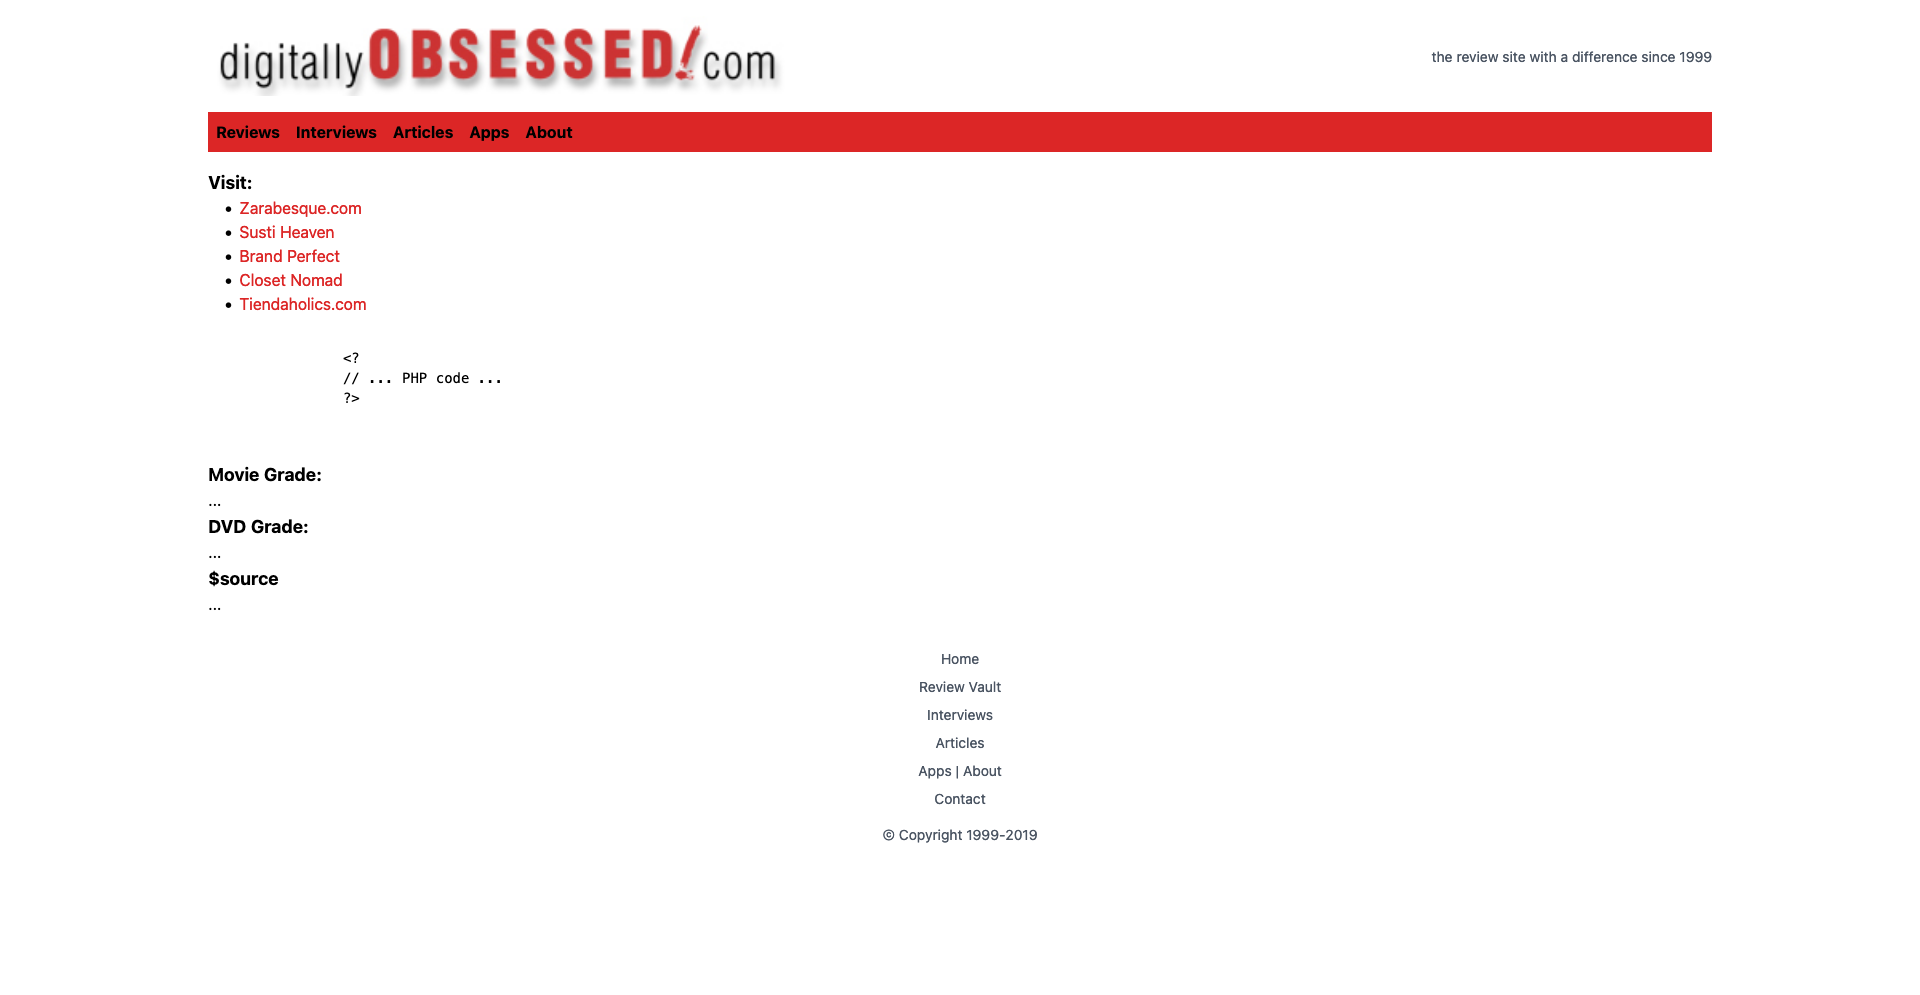 digitallyOBSESSED!com
the review site with a difference since 1999
Reviews Interviews Articles Apps About
Visit:
• Zarabesque.com
• Susti Heaven
• Brand Perfect
• Closet Nomad
• Tiendaholics.com
<?
// ... PHP code ...
?>
Movie Grade:
...
DVD Grade:
...
$source
...
Home
Review Vault
Interviews
Articles
Apps | About
Contact
© Copyright 1999-2019